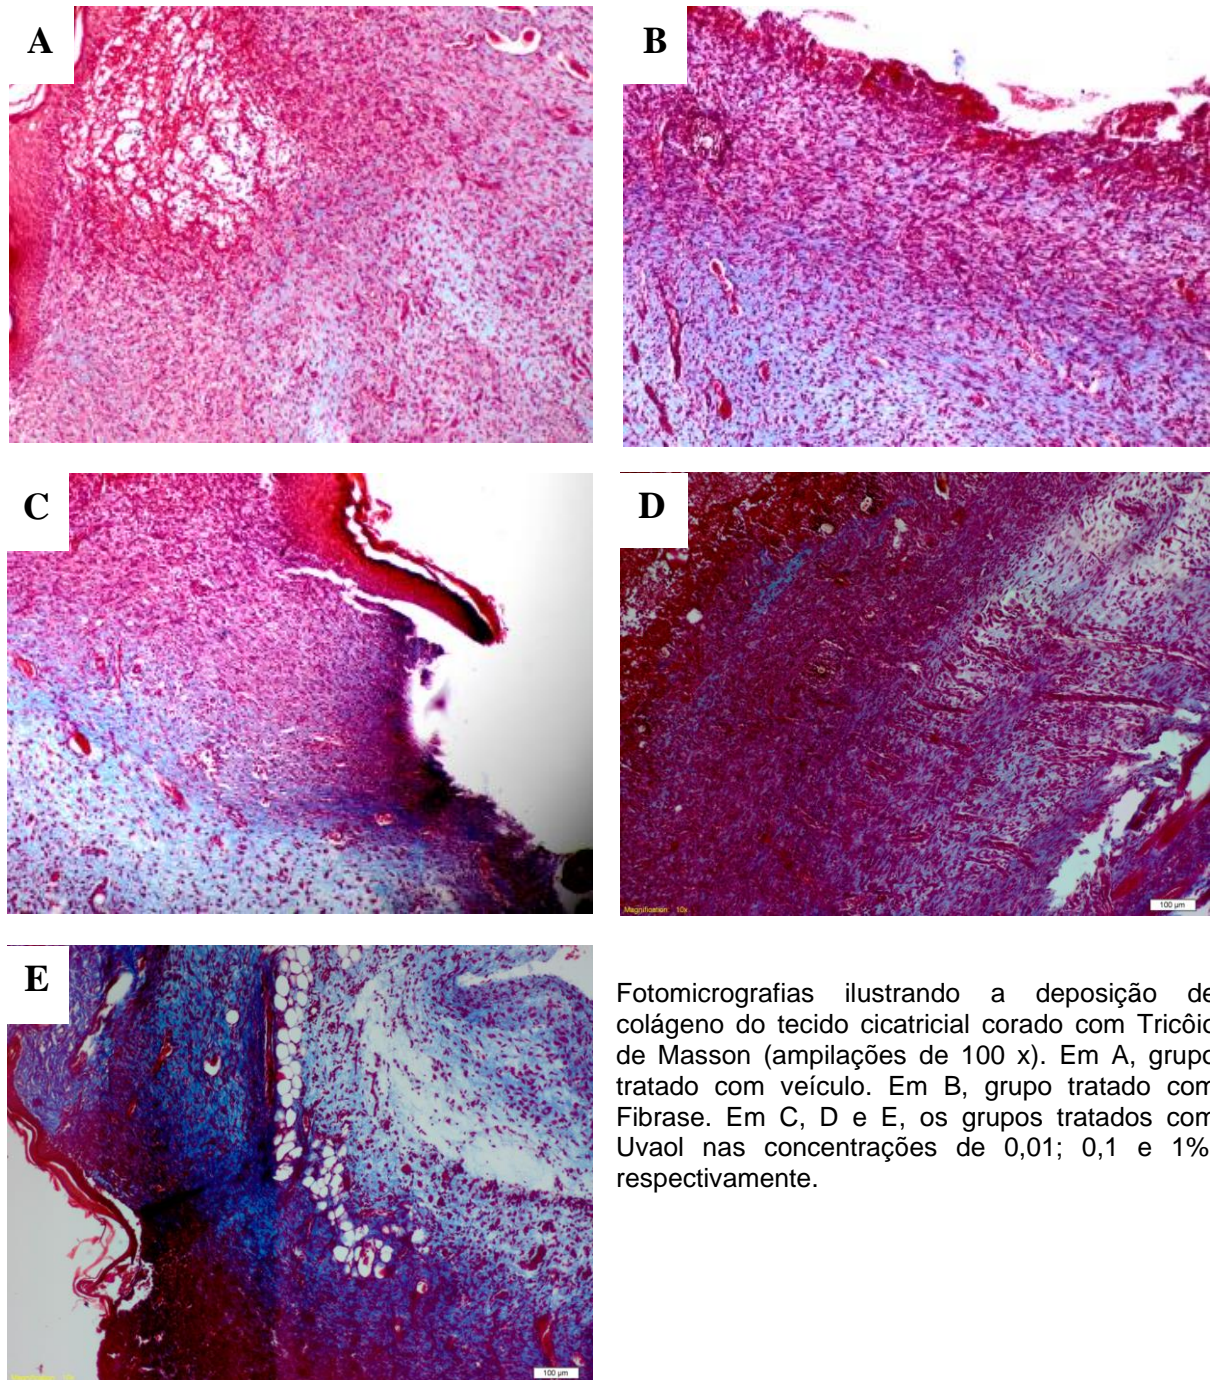 A
B
C
D
Magnification: 10x
100 µm
E
100 µm
Fotomicrografias ilustrando a deposição de
colágeno do tecido cicatricial corado com Tricôic
de Masson (ampilações de 100 x). Em A, grupo
tratado com veículo. Em B, grupo tratado com
Fibrase. Em C, D e E, os grupos tratados com
Uvaol nas concentrações de 0,01; 0,1 e 1%
respectivamente.